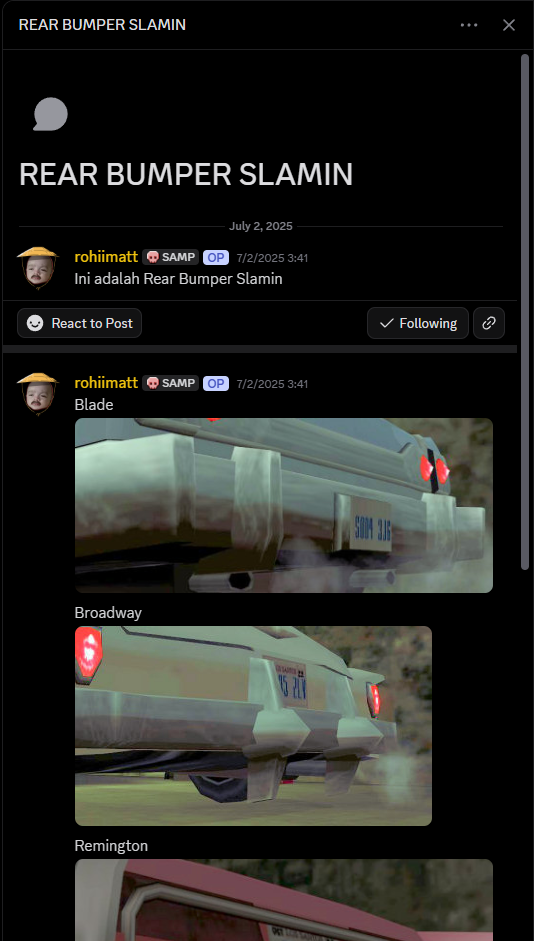 REAR BUMPER SLAMIN
REAR BUMPER SLAMIN
July 2, 2025
rohiimatt SAMP OP 7/2/2025 3:41
Ini adalah Rear Bumper Slamin
React to Post
Following
rohiimatt SAMP OP 7/2/2025 3:41
Blade
Broadway
Remington